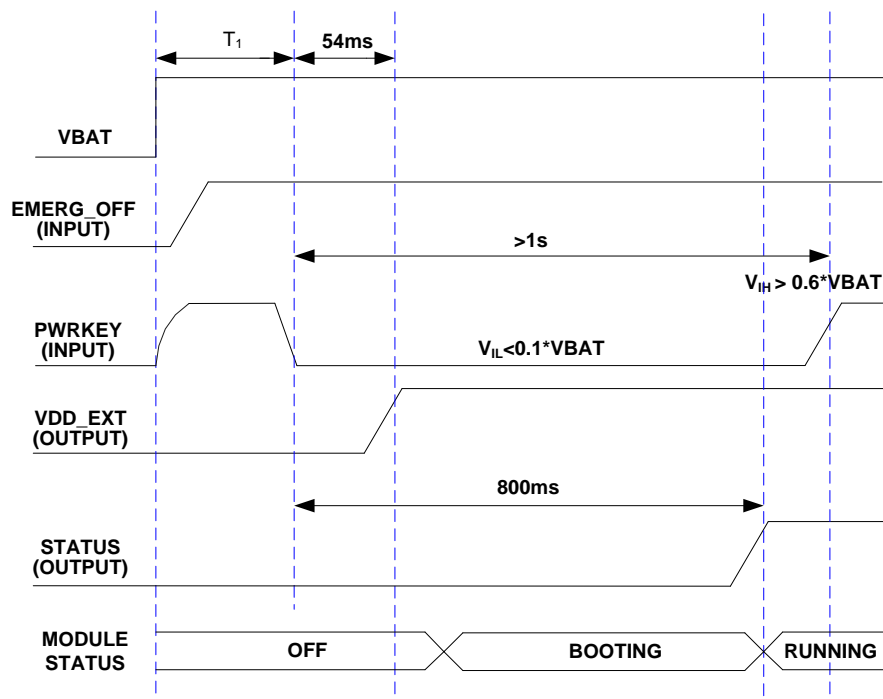 T₁
54ms
VBAT
EMERG_OFF
(INPUT)
>1s
VIH > 0.6*VBAT
PWRKEY
(INPUT)
VIL<0.1*VBAT
VDD_EXT
(OUTPUT)
800ms
STATUS
(OUTPUT)
MODULE
STATUS
OFF
BOOTING
RUNNING